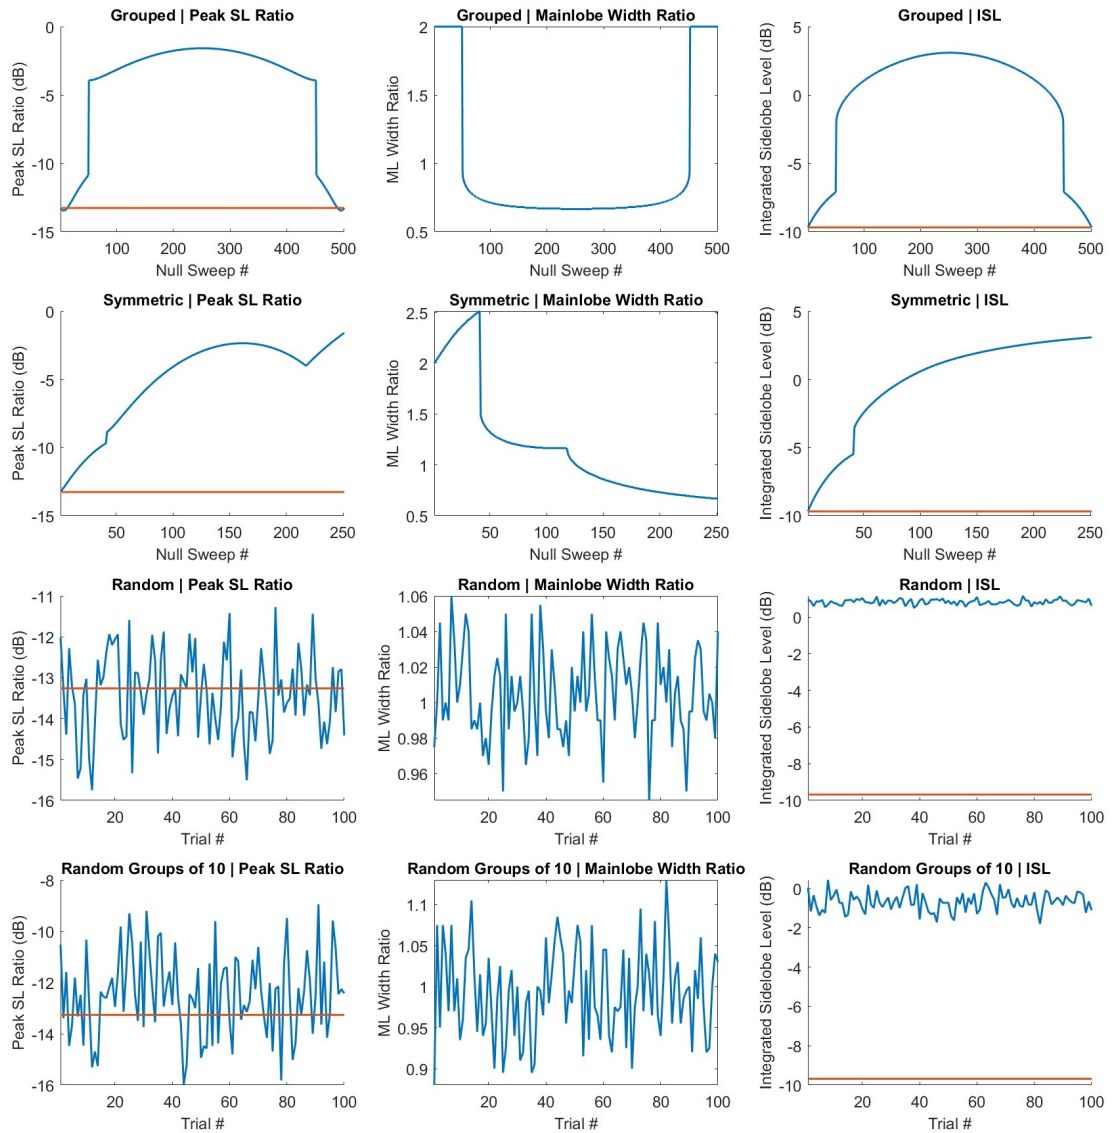 Grouped | Peak SL Ratio
Peak SL Ratio (dB)
0
-5
-10
-15
100 200 300 400 500
Null Sweep #
Grouped | Mainlobe Width Ratio
ML Width Ratio
2
1
0.5
100 200 300 400 500
Null Sweep #
Grouped | ISL
Integrated Sidelobe Level (dB)
5
0
-5
-10
100 200 300 400 500
Null Sweep #
Symmetric | Peak SL Ratio
Peak SL Ratio (dB)
0
-5
-10
-15
50 100 150 200 250
Null Sweep #
Symmetric | Mainlobe Width Ratio
ML Width Ratio
2.5
2
1.5
1
0.5
50 100 150 200 250
Null Sweep #
Symmetric | ISL
Integrated Sidelobe Level (dB)
5
0
-5
-10
50 100 150 200 250
Null Sweep #
Random | Peak SL Ratio
Peak SL Ratio (dB)
-11
-12
-13
-14
-15
-16
20 40 60 80 100
Trial #
Random | Mainlobe Width Ratio
ML Width Ratio
1.06
1.04
1.02
1
0.98
0.96
20 40 60 80 100
Trial #
Random | ISL
Integrated Sidelobe Level (dB)
0
-2
-4
-6
-8
-10
20 40 60 80 100
Trial #
Random Groups of 10 | Peak SL Ratio
Peak SL Ratio (dB)
-8
-10
-12
-14
-16
20 40 60 80 100
Trial #
Random Groups of 10 | Mainlobe Width Ratio
ML Width Ratio
1.1
1.05
1
0.95
0.9
20 40 60 80 100
Trial #
Random Groups of 10 | ISL
Integrated Sidelobe Level (dB)
0
-2
-4
-6
-8
-10
20 40 60 80 100
Trial #